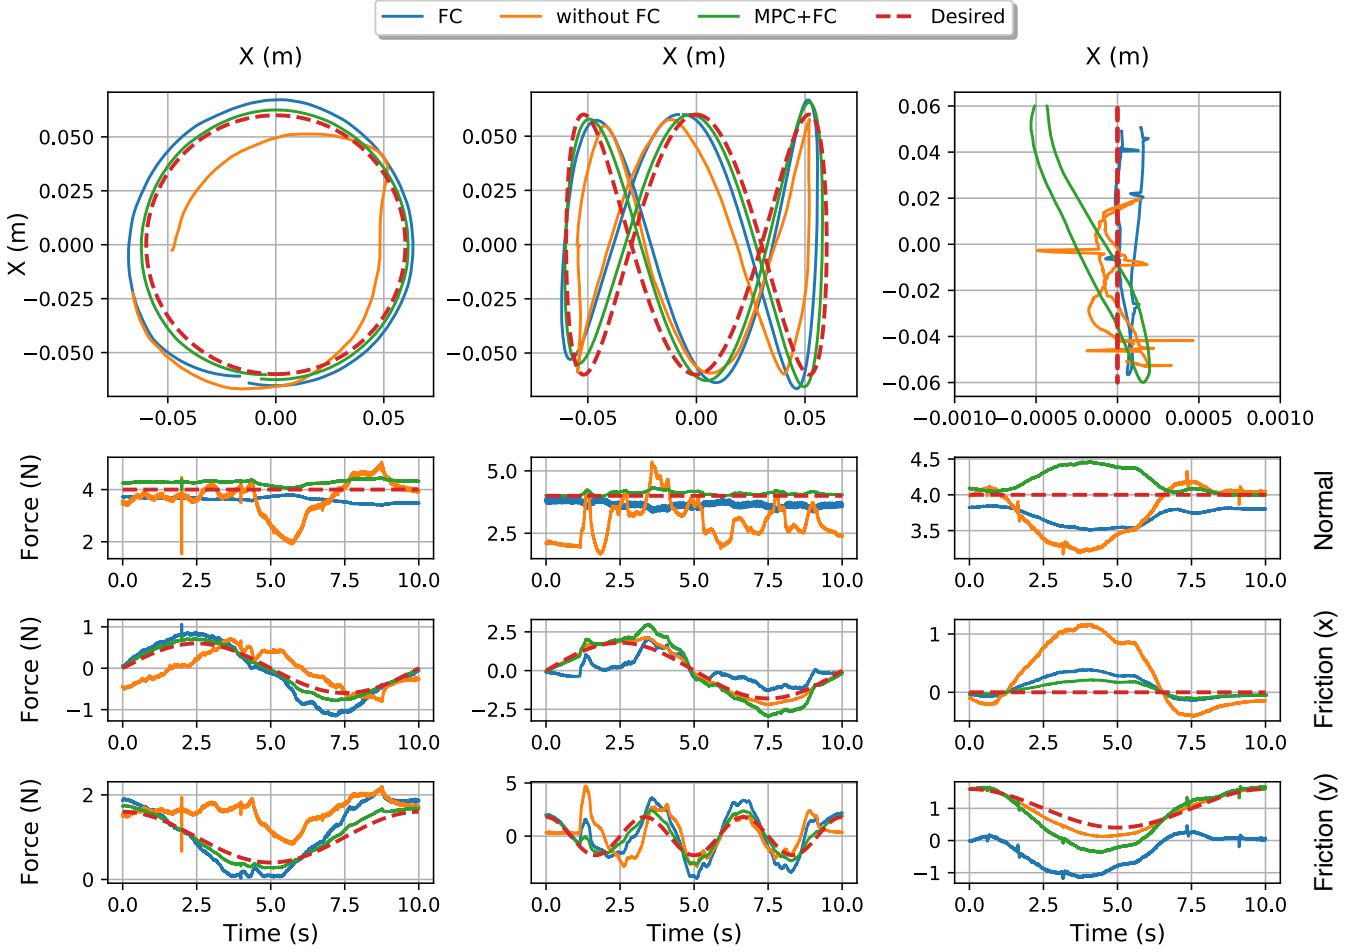 FC without FC MPC+FC Desired
X (m) X (m) X (m)
X (m)
0.050 0.050 0.06
0.025 0.025 0.04
0.000 0.000 0.02
−0.025 −0.025 0.00
−0.050 −0.050 −0.02
−0.04
−0.06
−0.05 0.00 0.05 −0.05 0.00 0.05 −0.0010 −0.0005 0.0000 0.0005 0.0010
Force (N)
4 5.0 4.5
2 2.5 4.0
3.5
Normal
0.0 2.5 5.0 7.5 10.0 0.0 2.5 5.0 7.5 10.0 0.0 2.5 5.0 7.5 10.0
Force (N)
1 2.5 1
0 0.0 0
−1 −2.5
Friction (x)
0.0 2.5 5.0 7.5 10.0 0.0 2.5 5.0 7.5 10.0 0.0 2.5 5.0 7.5 10.0
Force (N)
2 5 1
0 0 0
−1
Friction (y)
0.0 2.5 5.0 7.5 10.0 0.0 2.5 5.0 7.5 10.0 0.0 2.5 5.0 7.5 10.0
Time (s) Time (s) Time (s)